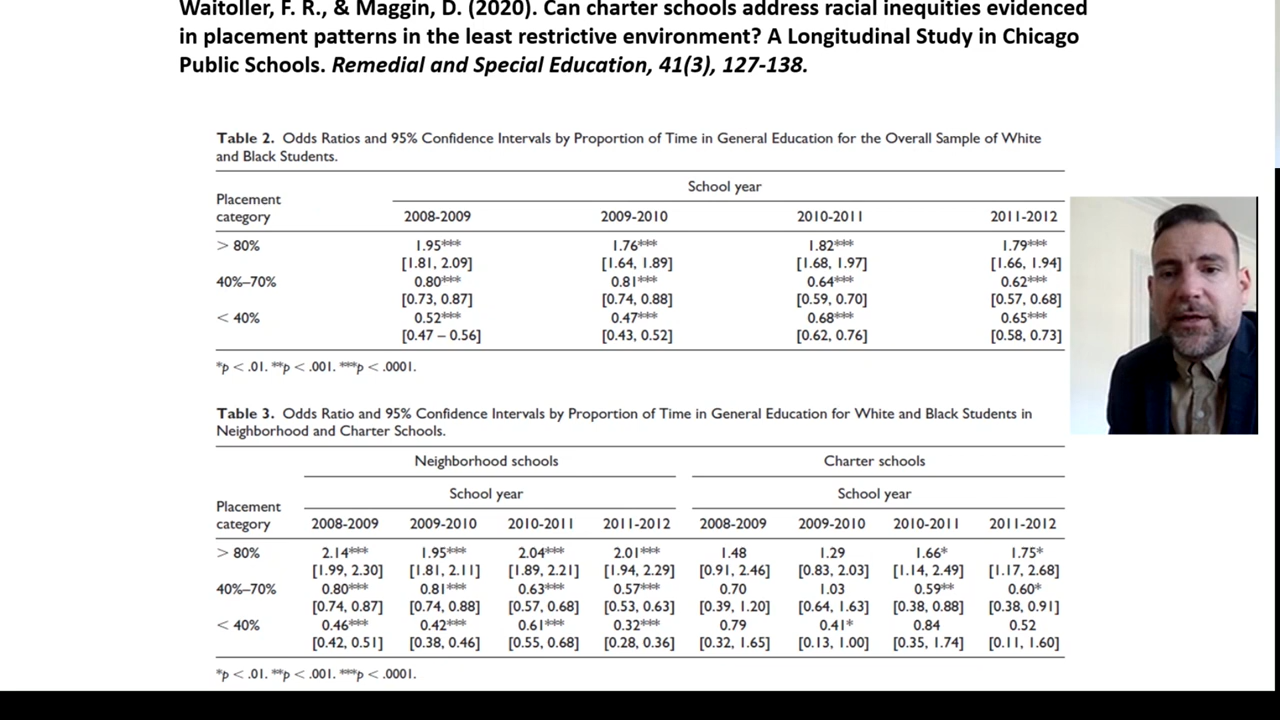 Waitoller, F. R., & Maggin, D. (2020). Can charter schools address racial inequities evidenced
in placement patterns in the least restrictive environment? A Longitudinal Study in Chicago
Public Schools. Remedial and Special Education, 41(3), 127-138.
Table 2. Odds Ratios and 95% Confidence Intervals by Proportion of Time in General Education for the Overall Sample of White
and Black Students.
School year
Placement
category 2008-2009 2009-2010 2010-2011 2011-2012
> 80% 1.95*** 1.76*** 1.82*** 1.79***
[1.81, 2.09] [1.64, 1.89] [1.68, 1.97] [1.66, 1.94]
40%–70% 0.80*** 0.81*** 0.64*** 0.62***
[0.73, 0.87] [0.74, 0.88] [0.59, 0.70] [0.57, 0.68]
< 40% 0.52*** 0.47*** 0.68*** 0.65***
[0.47 – 0.56] [0.43, 0.52] [0.62, 0.76] [0.58, 0.73]
*p < .01. **p < .001. ***p < .0001.
Table 3. Odds Ratio and 95% Confidence Intervals by Proportion of Time in General Education for White and Black Students in
Neighborhood and Charter Schools.
Neighborhood schools Charter schools
School year School year
Placement
category 2008-2009 2009-2010 2010-2011 2011-2012 2008-2009 2009-2010 2010-2011 2011-2012
> 80% 2.14*** 1.95*** 2.04*** 2.01*** 1.48 1.29 1.66* 1.75*
[1.99, 2.30] [1.81, 2.11] [1.89, 2.21] [1.94, 2.29] [0.91, 2.46] [0.83, 2.03] [1.14, 2.49] [1.17, 2.68]
40%–70% 0.80*** 0.81*** 0.63*** 0.57*** 0.70 1.03 0.59** 0.60*
[0.74, 0.87] [0.74, 0.88] [0.57, 0.68] [0.53, 0.63] [0.39, 1.20] [0.64, 1.63] [0.38, 0.88] [0.38, 0.91]
< 40% 0.46*** 0.42*** 0.61*** 0.32*** 0.79 0.41* 0.84 0.52
[0.42, 0.51] [0.38, 0.46] [0.55, 0.68] [0.28, 0.36] [0.32, 1.65] [0.13, 1.00] [0.35, 1.74] [0.11, 1.60]
*p < .01. **p < .001. ***p < .0001.